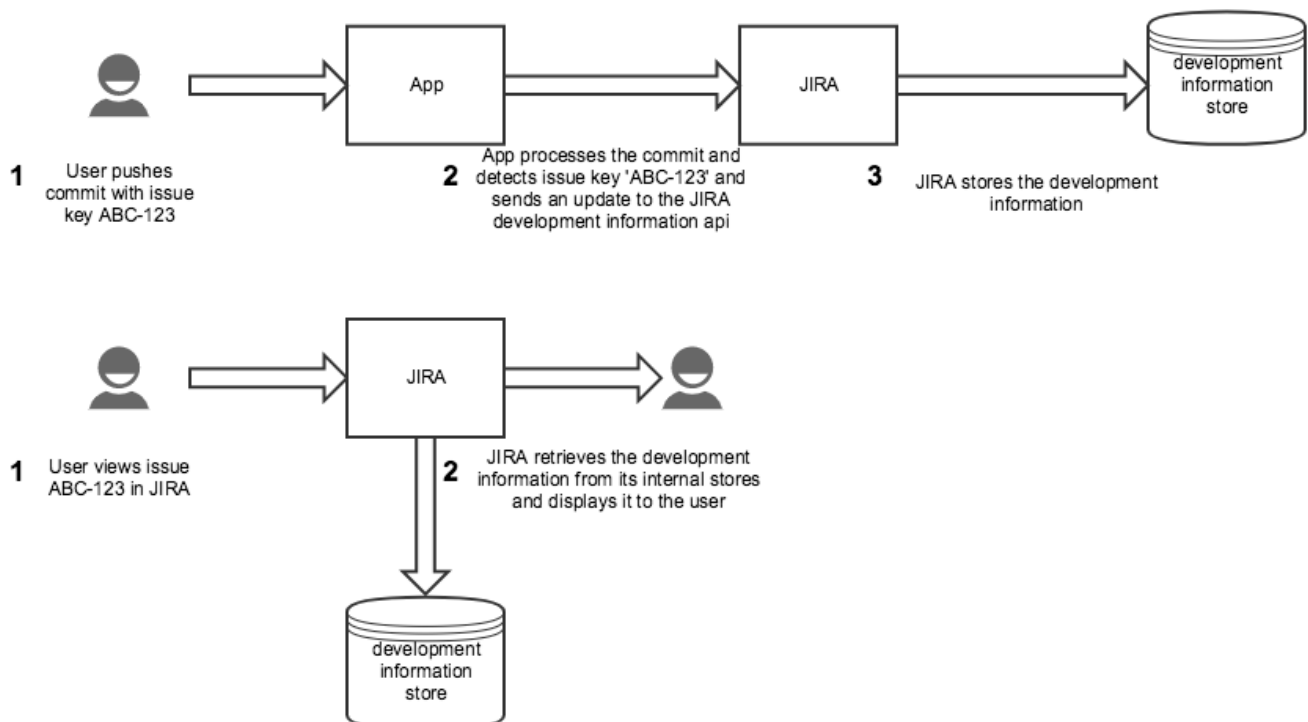 App
JIRA
development
information
store
1
User pushes
commit with issue
key ABC-123
2
App processes the commit and
detects issue key 'ABC-123' and
sends an update to the JIRA
development information api
3
JIRA stores the development
information
JIRA
1
User views issue
ABC-123 in JIRA
2
JIRA retrieves the development
information from its internal stores
and displays it to the user
development
information
store